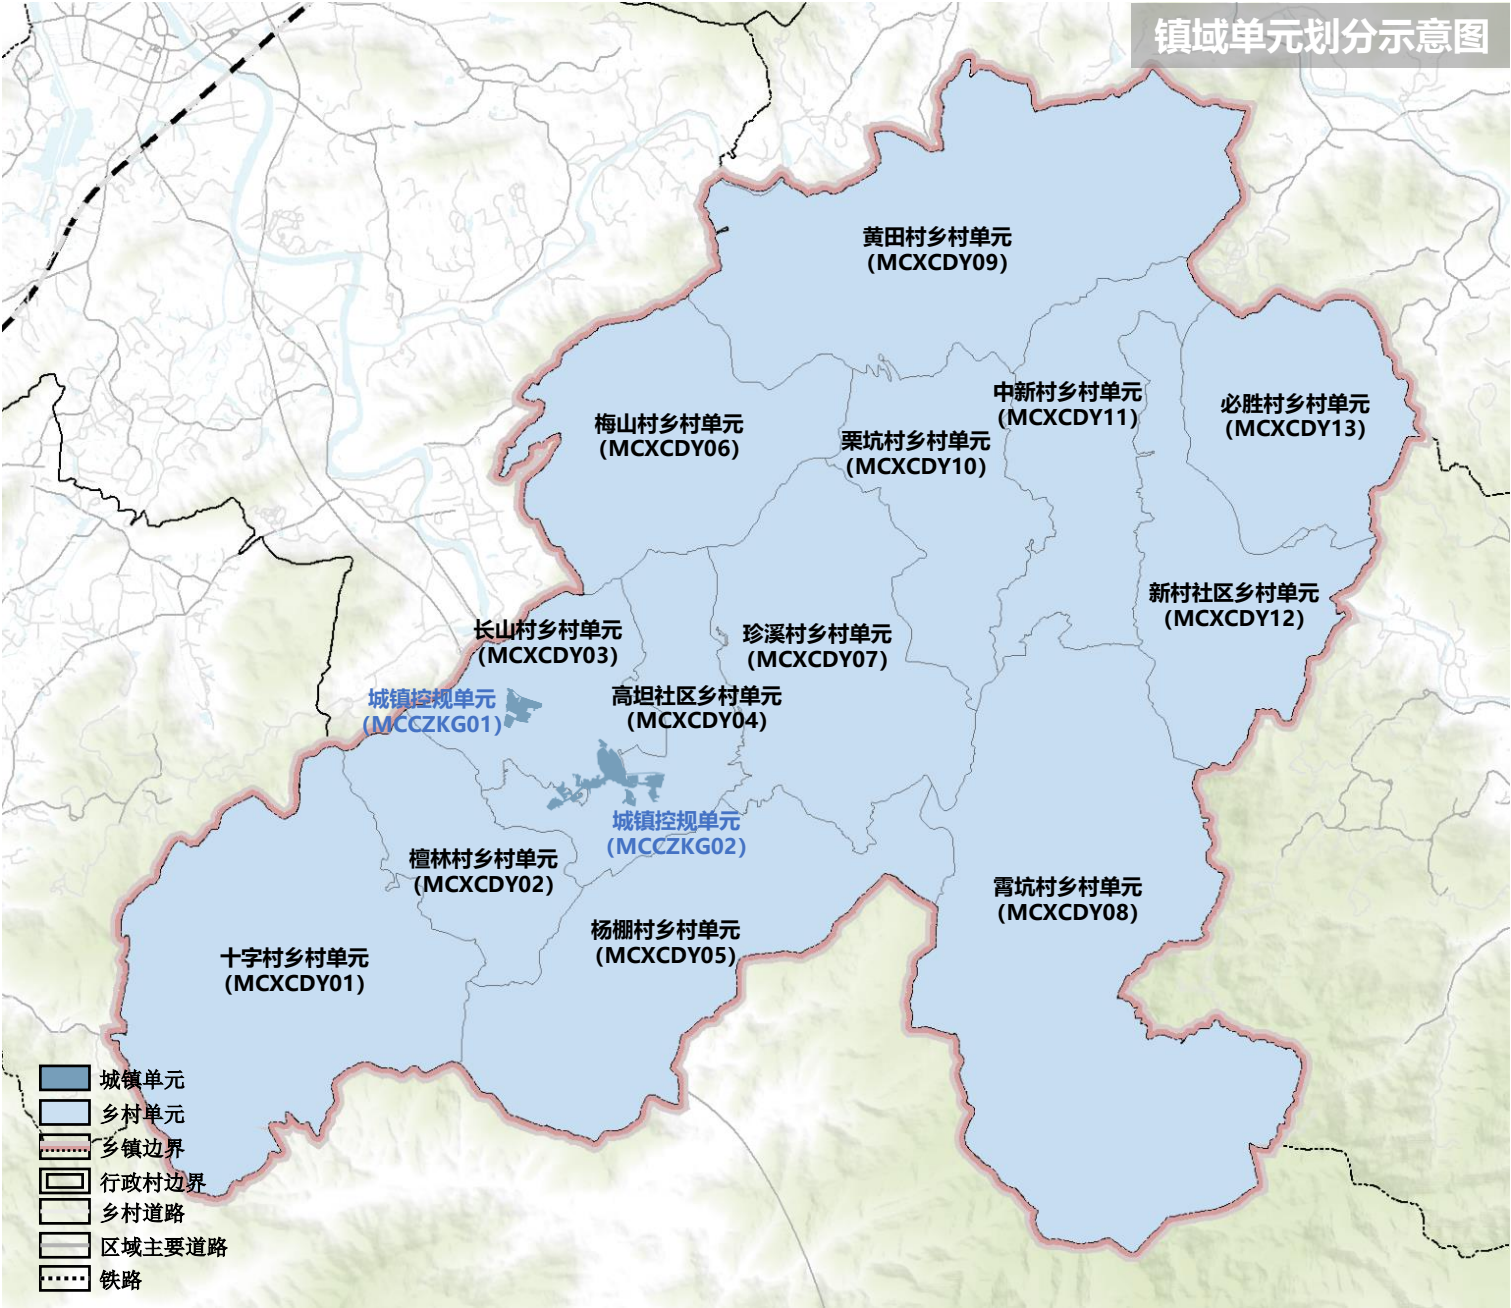 镇域单元划分示意图
黄田村乡村单元
(MCXCDY09)
中新村乡村单元
(MCXCDY11)
必胜村乡村单元
(MCXCDY13)
梅山村乡村单元
(MCXCDY06)
栗坑村乡村单元
(MCXCDY10)
新村社区乡村单元
(MCXCDY12)
长山村乡村单元
(MCXCDY03)
珍溪村乡村单元
(MCXCDY07)
城镇控规单元
(MCCZKG01)
高坦社区乡村单元
(MCXCDY04)
城镇控规单元
(MCCZKG02)
檀林村乡村单元
(MCXCDY02)
霄坑村乡村单元
(MCXCDY08)
杨棚村乡村单元
(MCXCDY05)
十字村乡村单元
(MCXCDY01)
城镇单元
乡村单元
乡镇边界
行政村边界
乡村道路
区域主要道路
铁路